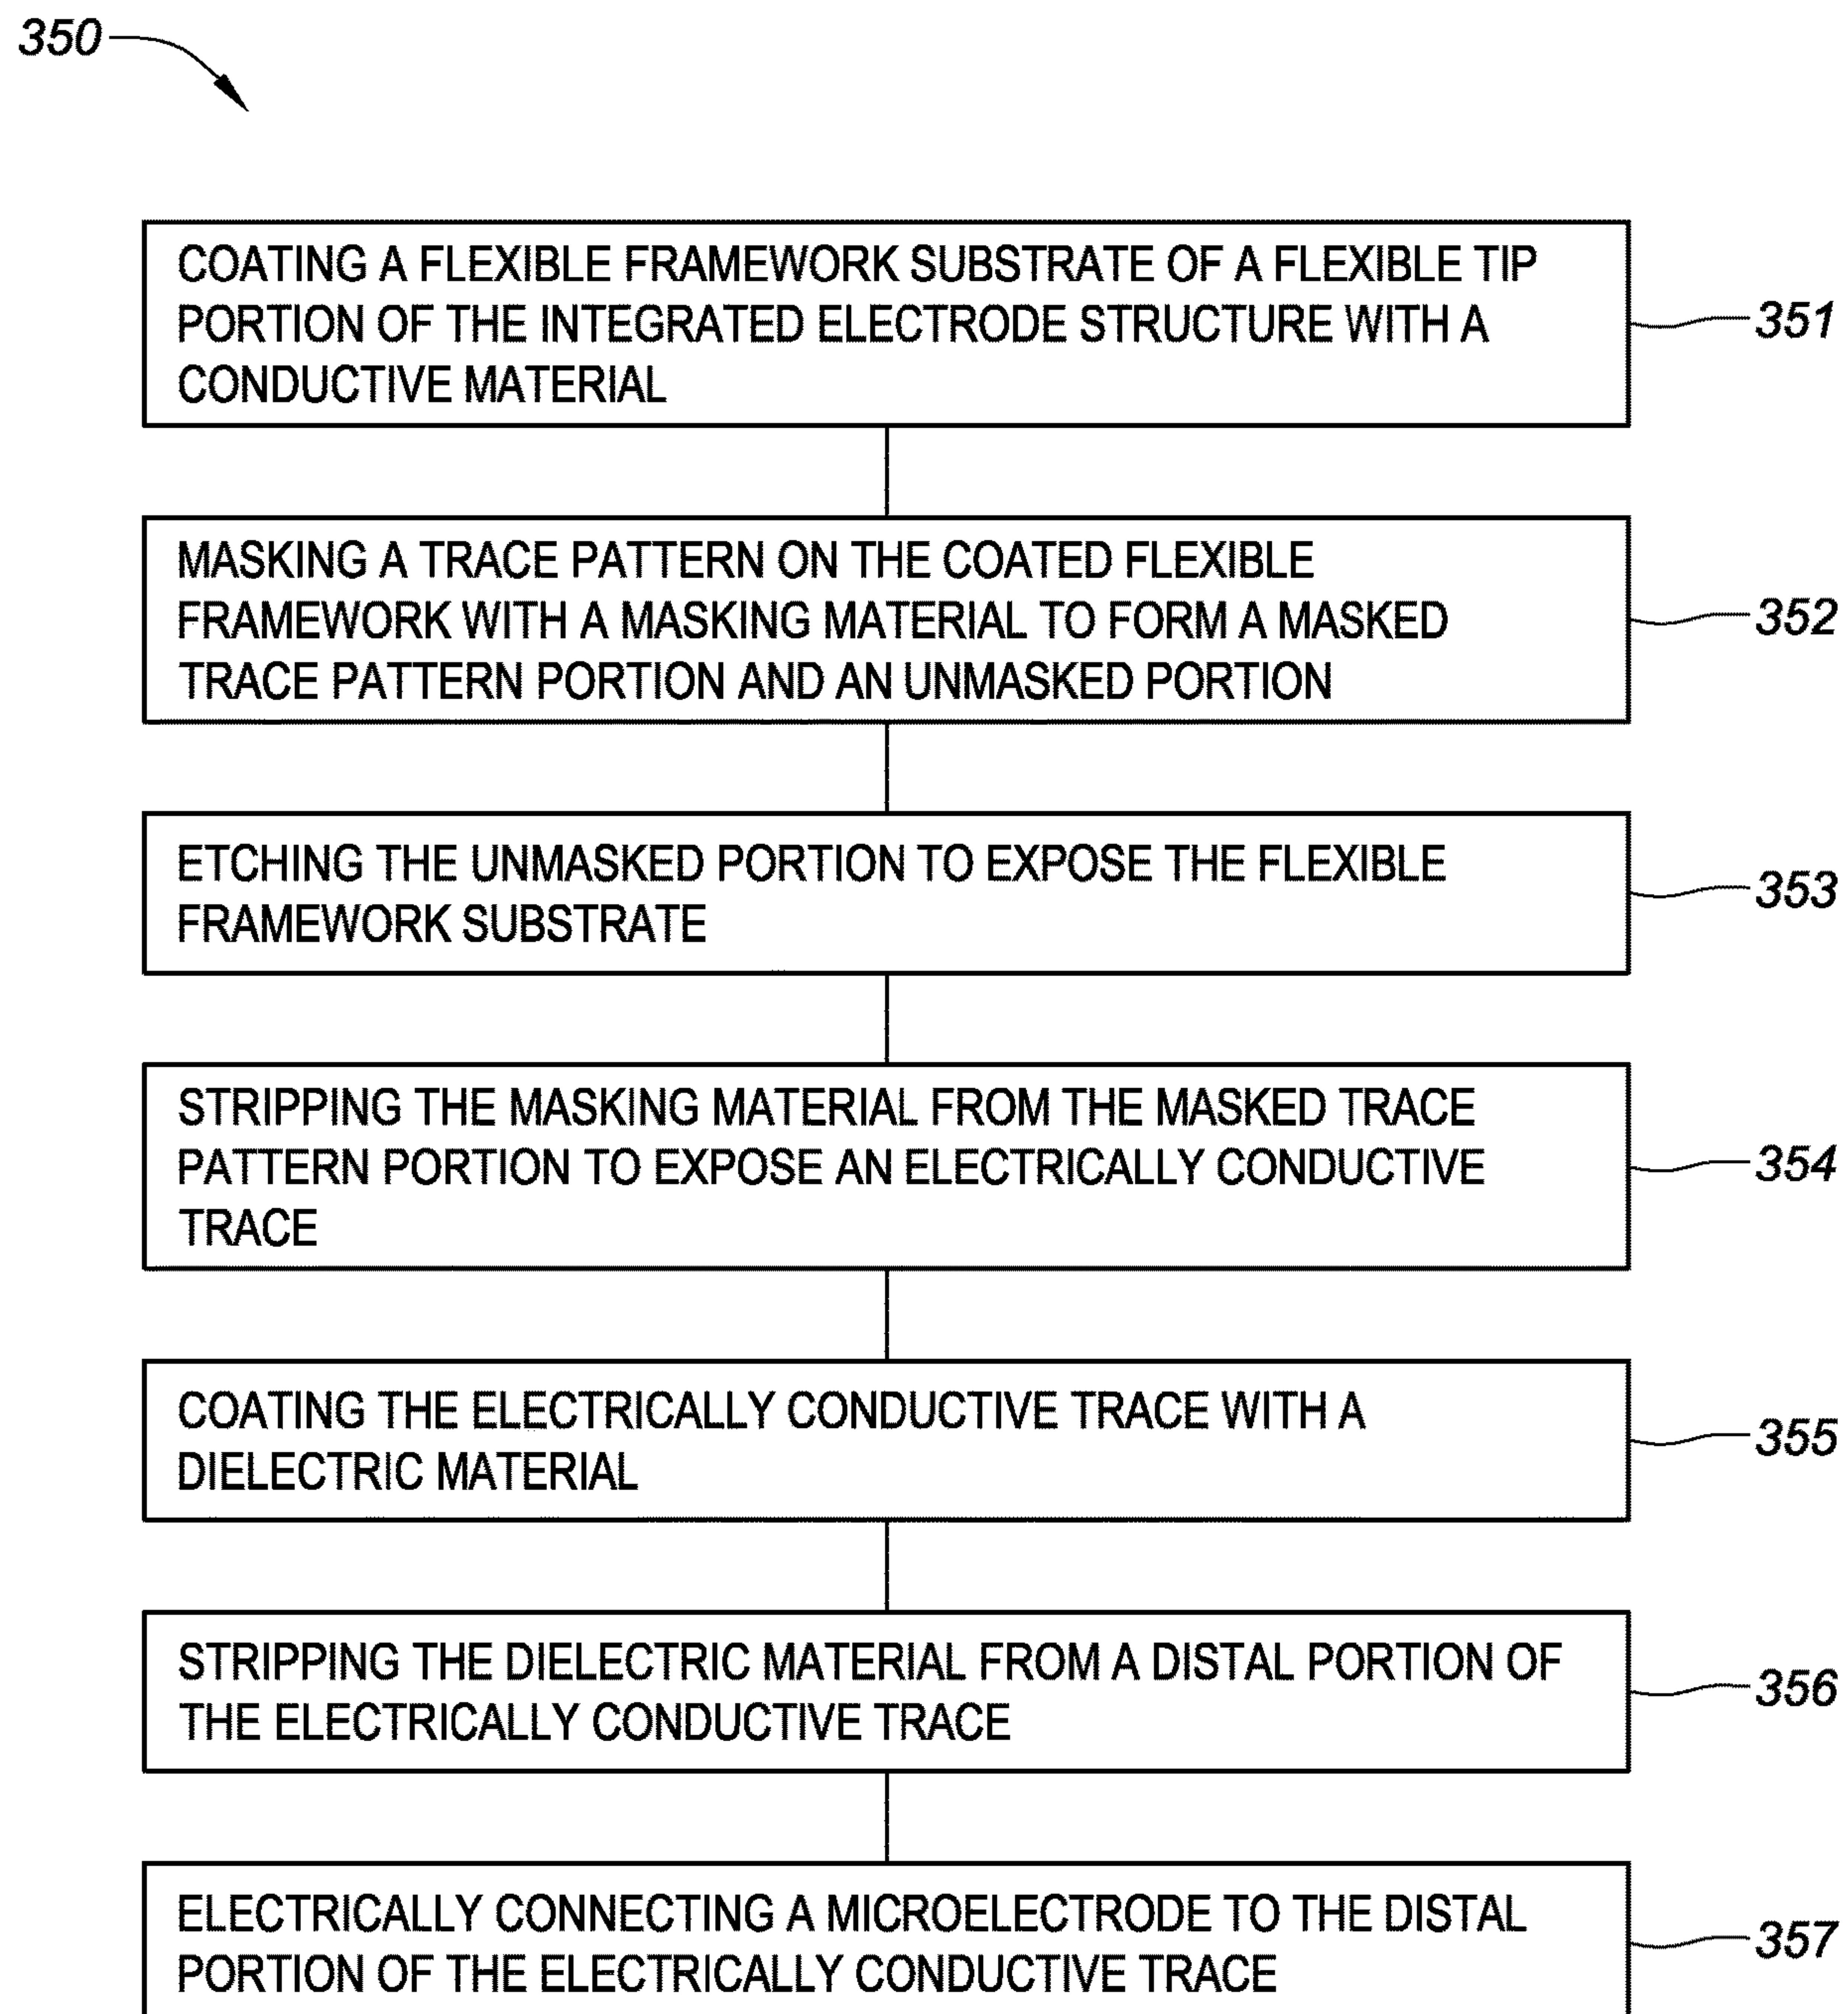 350
COATING A FLEXIBLE FRAMEWORK SUBSTRATE OF A FLEXIBLE TIP
PORTION OF THE INTEGRATED ELECTRODE STRUCTURE WITH A
CONDUCTIVE MATERIAL
351
MASKING A TRACE PATTERN ON THE COATED FLEXIBLE
FRAMEWORK WITH A MASKING MATERIAL TO FORM A MASKED
TRACE PATTERN PORTION AND AN UNMASKED PORTION
352
ETCHING THE UNMASKED PORTION TO EXPOSE THE FLEXIBLE
FRAMEWORK SUBSTRATE
353
STRIPPING THE MASKING MATERIAL FROM THE MASKED TRACE
PATTERN PORTION TO EXPOSE AN ELECTRICALLY CONDUCTIVE
TRACE
354
COATING THE ELECTRICALLY CONDUCTIVE TRACE WITH A
DIELECTRIC MATERIAL
355
STRIPPING THE DIELECTRIC MATERIAL FROM A DISTAL PORTION OF
THE ELECTRICALLY CONDUCTIVE TRACE
356
ELECTRICALLY CONNECTING A MICROELECTRODE TO THE DISTAL
PORTION OF THE ELECTRICALLY CONDUCTIVE TRACE
357